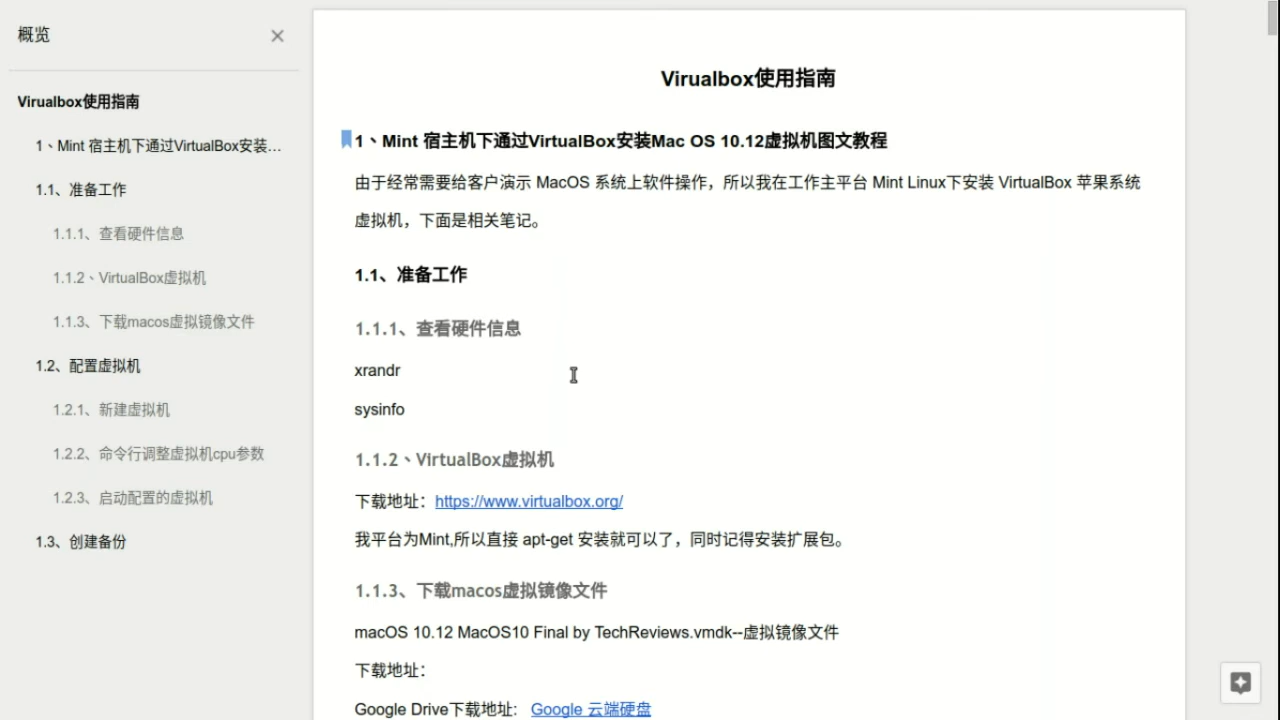 概览
Virualbox使用指南
1、Mint 宿主机下通过VirtualBox安装...
1.1、准备工作
1.1.1、查看硬件信息
1.1.2、VirtualBox虚拟机
1.1.3、下载macos虚拟镜像文件
1.2、配置虚拟机
1.2.1、新建虚拟机
1.2.2、命令行调整虚拟机cpu参数
1.2.3、启动配置的虚拟机
1.3、创建备份
Virualbox使用指南
1、Mint 宿主机下通过VirtualBox安装Mac OS 10.12虚拟机图文教程
由于经常需要给客户演示 MacOS 系统上软件操作，所以我在工作主平台 Mint Linux下安装 VirtualBox 苹果系统
虚拟机，下面是相关笔记。
1.1、准备工作
1.1.1、查看硬件信息
xrandr
sysinfo
1.1.2、VirtualBox虚拟机
下载地址：https://www.virtualbox.org/
我平台为Mint,所以直接 apt-get 安装就可以了，同时记得安装扩展包。
1.1.3、下载macos虚拟镜像文件
macOS 10.12 MacOS10 Final by TechReviews.vmdk--虚拟镜像文件
下载地址：
Google Drive下载地址: Google 云端硬盘